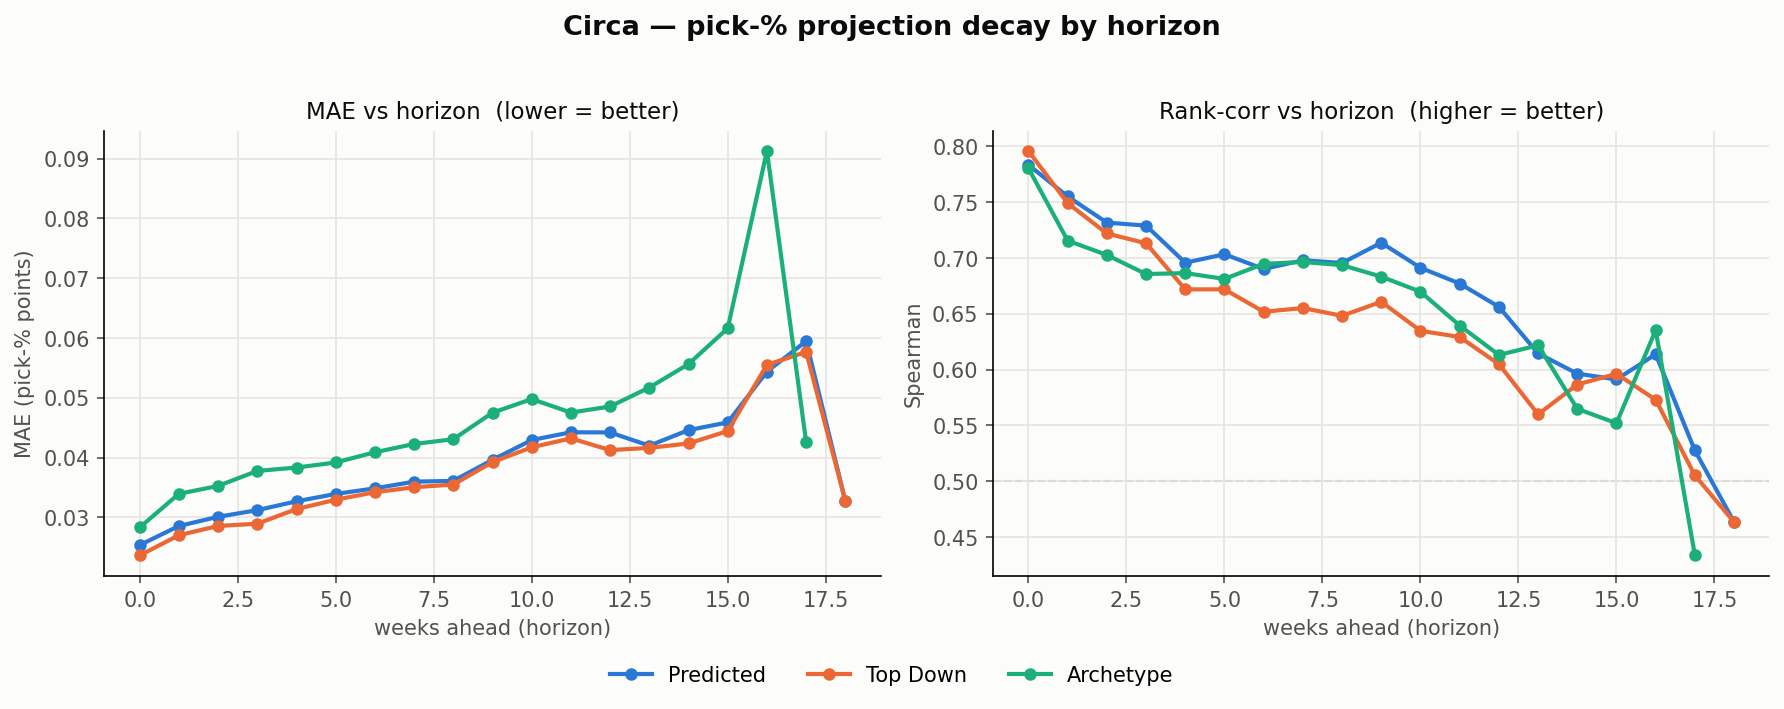 Circa — pick-% projection decay by horizon
MAE vs horizon  (lower = better)
MAE (pick-% points)
0.09
0.08
0.07
0.06
0.05
0.04
0.03
0.0 2.5 5.0 7.5 10.0 12.5 15.0 17.5
weeks ahead (horizon)
Rank-corr vs horizon  (higher = better)
Spearman
0.80
0.75
0.70
0.65
0.60
0.55
0.50
0.45
0.0 2.5 5.0 7.5 10.0 12.5 15.0 17.5
weeks ahead (horizon)
Predicted Top Down Archetype